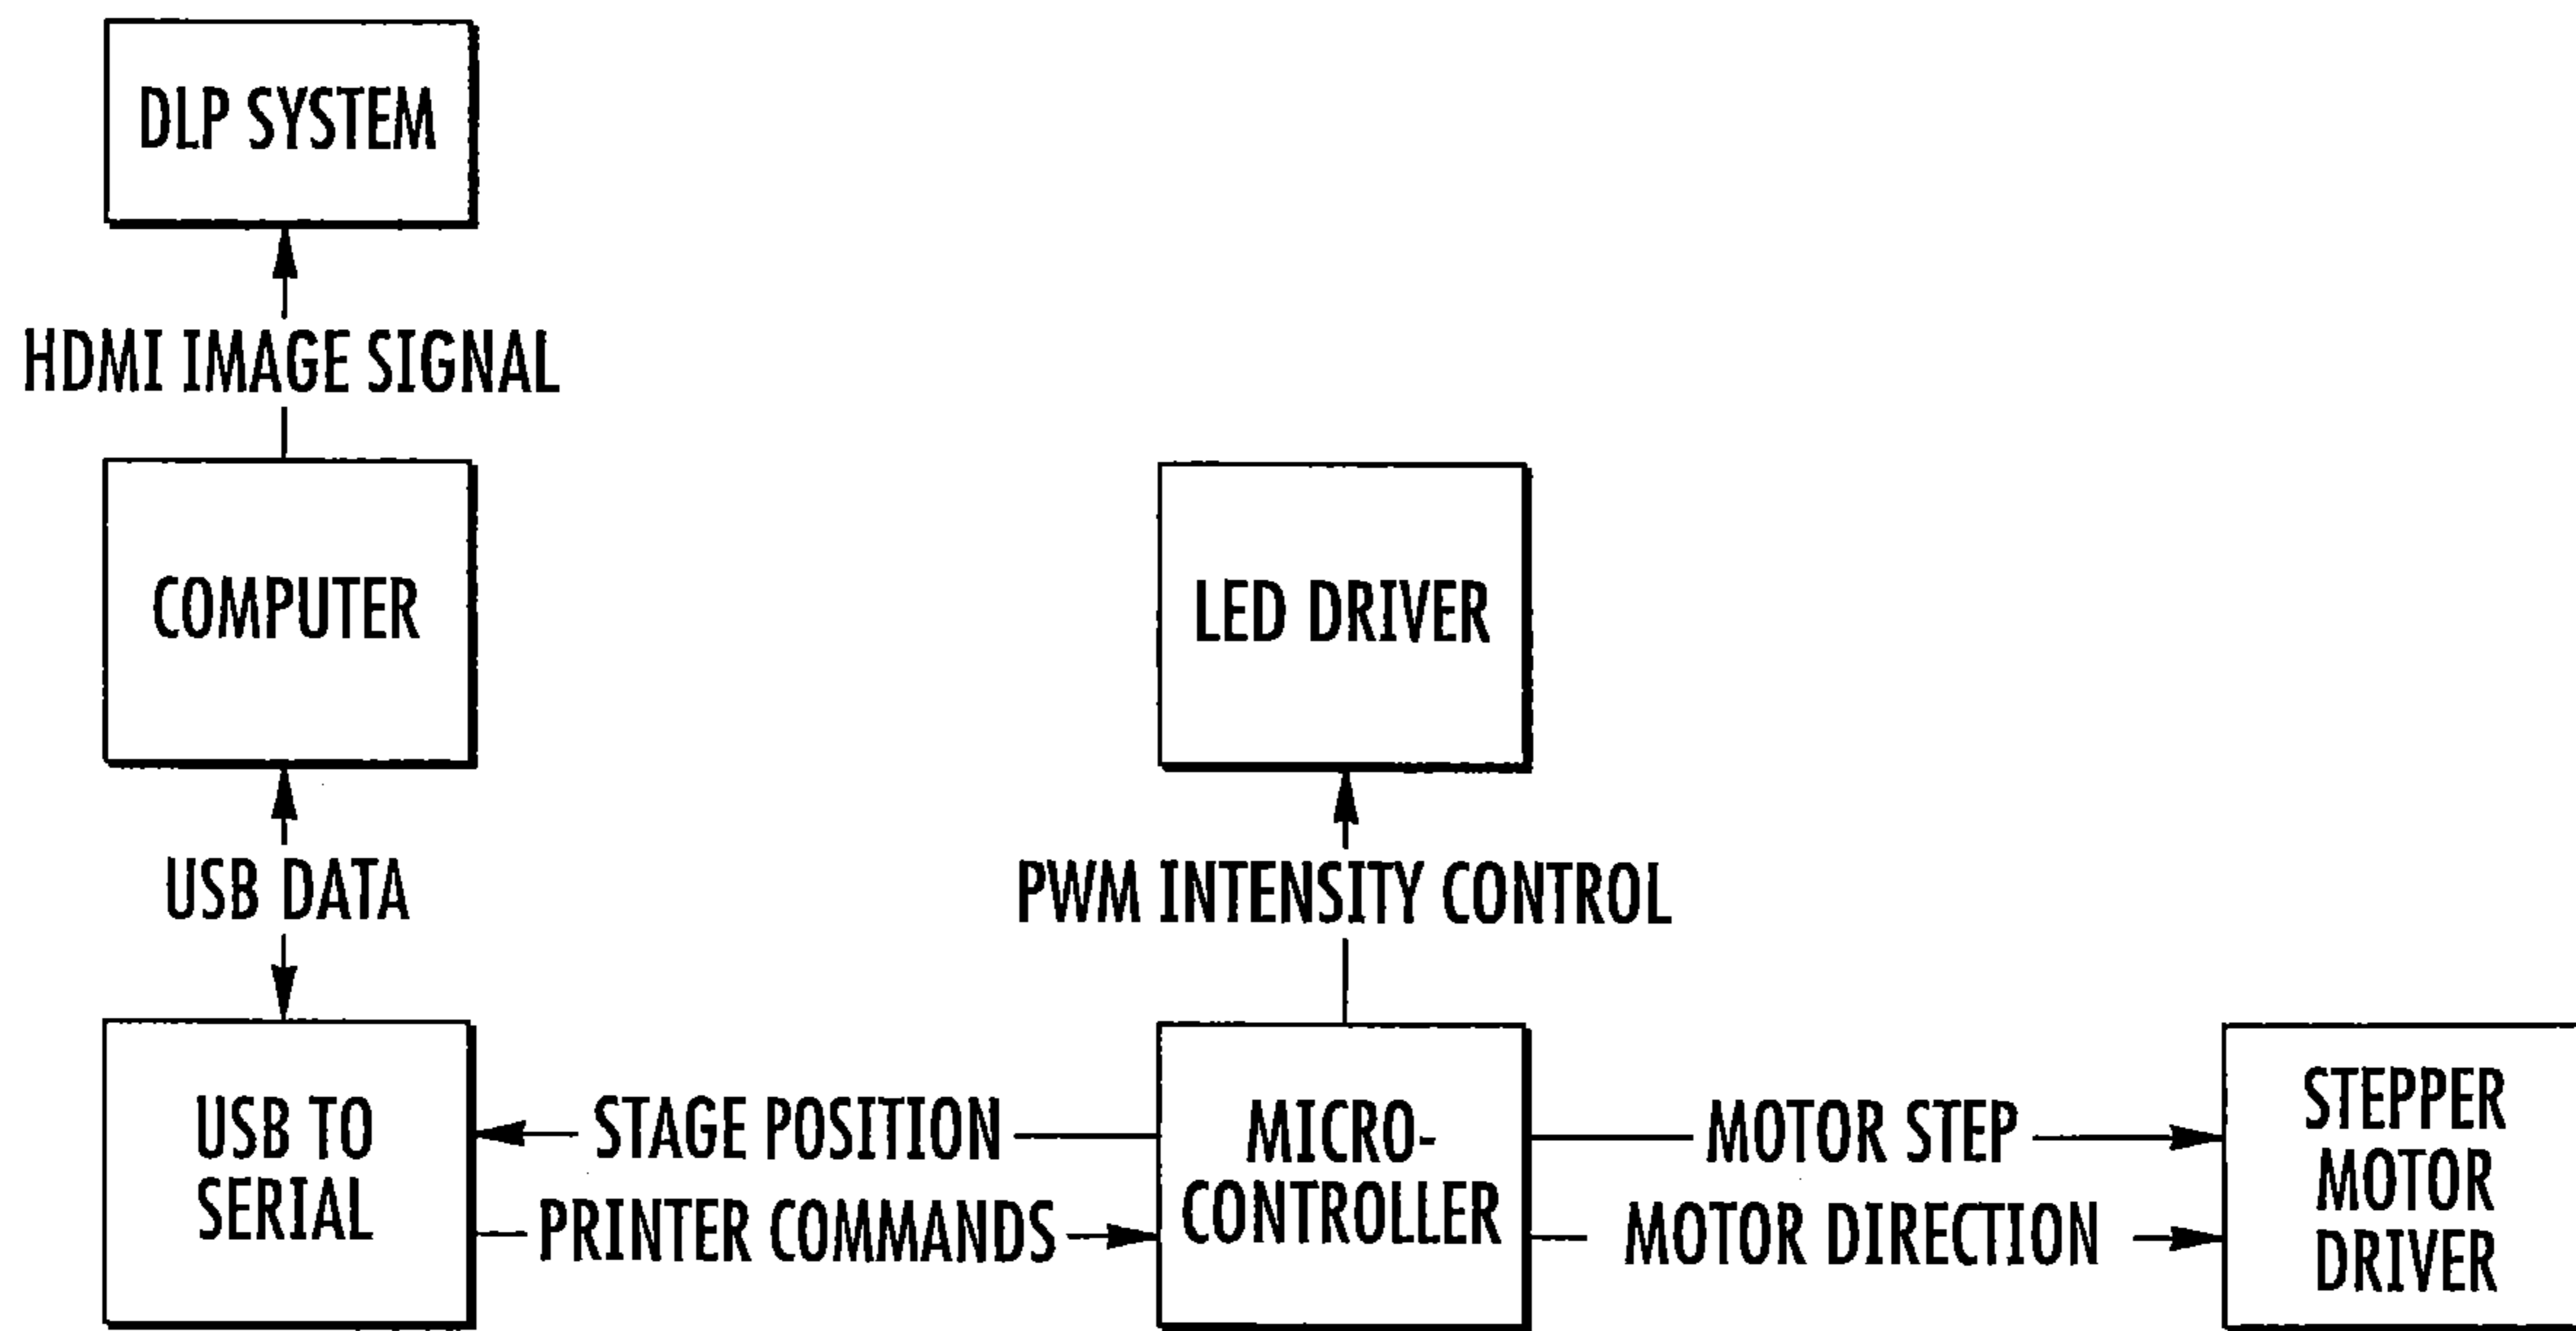 DLP SYSTEM
HDMI IMAGE SIGNAL
COMPUTER
LED DRIVER
USB DATA
PWM INTENSITY CONTROL
USB TO
SERIAL
STAGE POSITION
PRINTER COMMANDS
MICRO-
CONTROLLER
MOTOR STEP
MOTOR DIRECTION
STEPPER
MOTOR
DRIVER